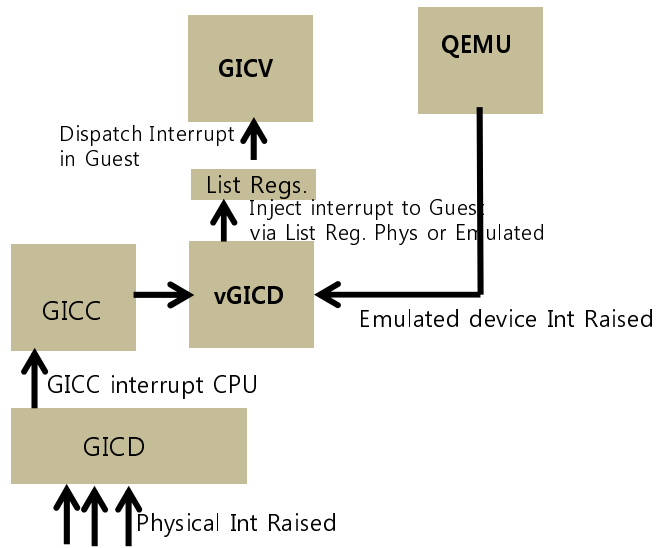 GICV
QEMU
Dispatch Interrupt
in Guest
List Regs.
Inject interrupt to Guest
via List Reg. Phys or Emulated
GICC
vGICD
Emulated device Int Raised
GICC interrupt CPU
GICD
Physical Int Raised